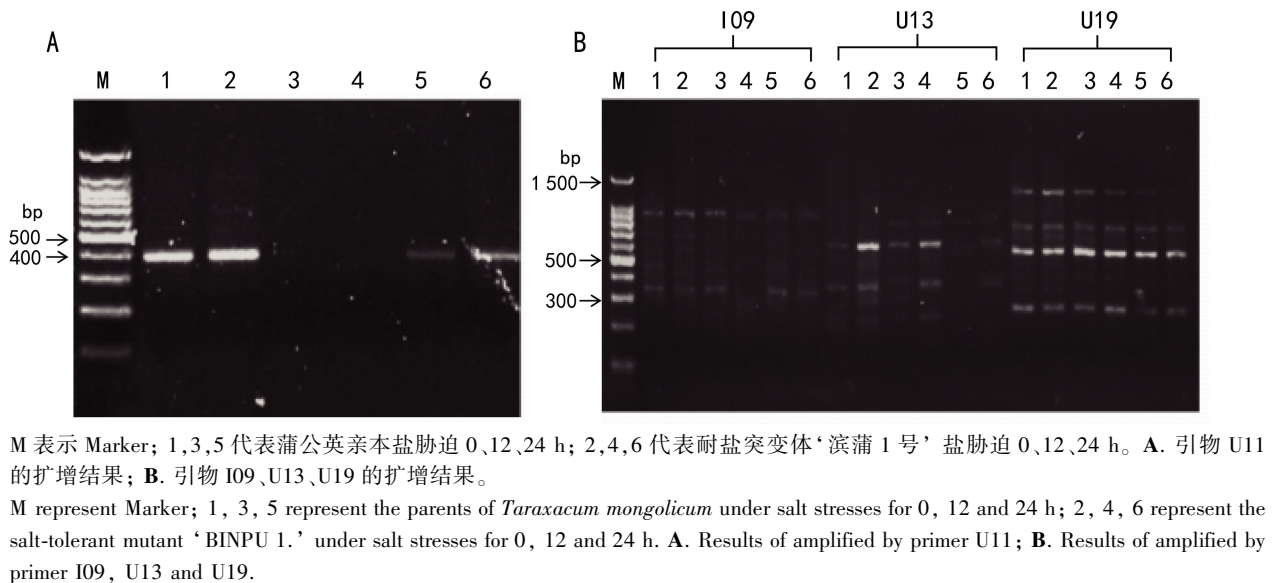 A
M 1 2 3 4 5 6
bp
500
400
B
I09 U13 U19
M 1 2 3 4 5 6 1 2 3 4 5 6 1 2 3 4 5 6
bp
1 500
500
300
M 表示 Marker; 1,3,5 代表蒲公英亲本盐胁迫 0、12、24 h; 2,4,6 代表耐盐突变体‘滨蒲 1 号’ 盐胁迫 0、12、24 h。A. 引物 U11
的扩增结果; B. 引物 I09、U13、U19 的扩增结果。
M represent Marker; 1, 3, 5 represent the parents of Taraxacum mongolicum under salt stresses for 0, 12 and 24 h; 2, 4, 6 represent the
salt-tolerant mutant ‘BINPU 1.’ under salt stresses for 0, 12 and 24 h. A. Results of amplified by primer U11; B. Results of amplified by
primer I09, U13 and U19.